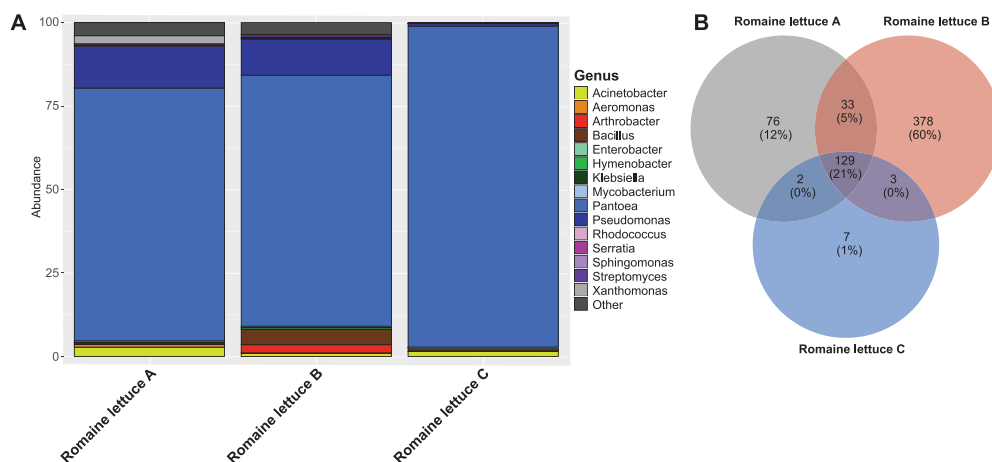 A
100
75
50
25
0
Abundance
Romaine lettuce A
Romaine lettuce B
Romaine lettuce C
Genus
Acinetobacter
Aeromonas
Arthrobacter
Bacillus
Enterobacter
Hymenobacter
Klebsiella
Mycobacterium
Pantoea
Pseudomonas
Rhodococcus
Serratia
Sphingomonas
Streptomyces
Xanthomonas
Other
B
Romaine lettuce A
Romaine lettuce B
76
(12%)
33
(5%)
378
(60%)
129
(21%)
2
(0%)
3
(0%)
7
(1%)
Romaine lettuce C